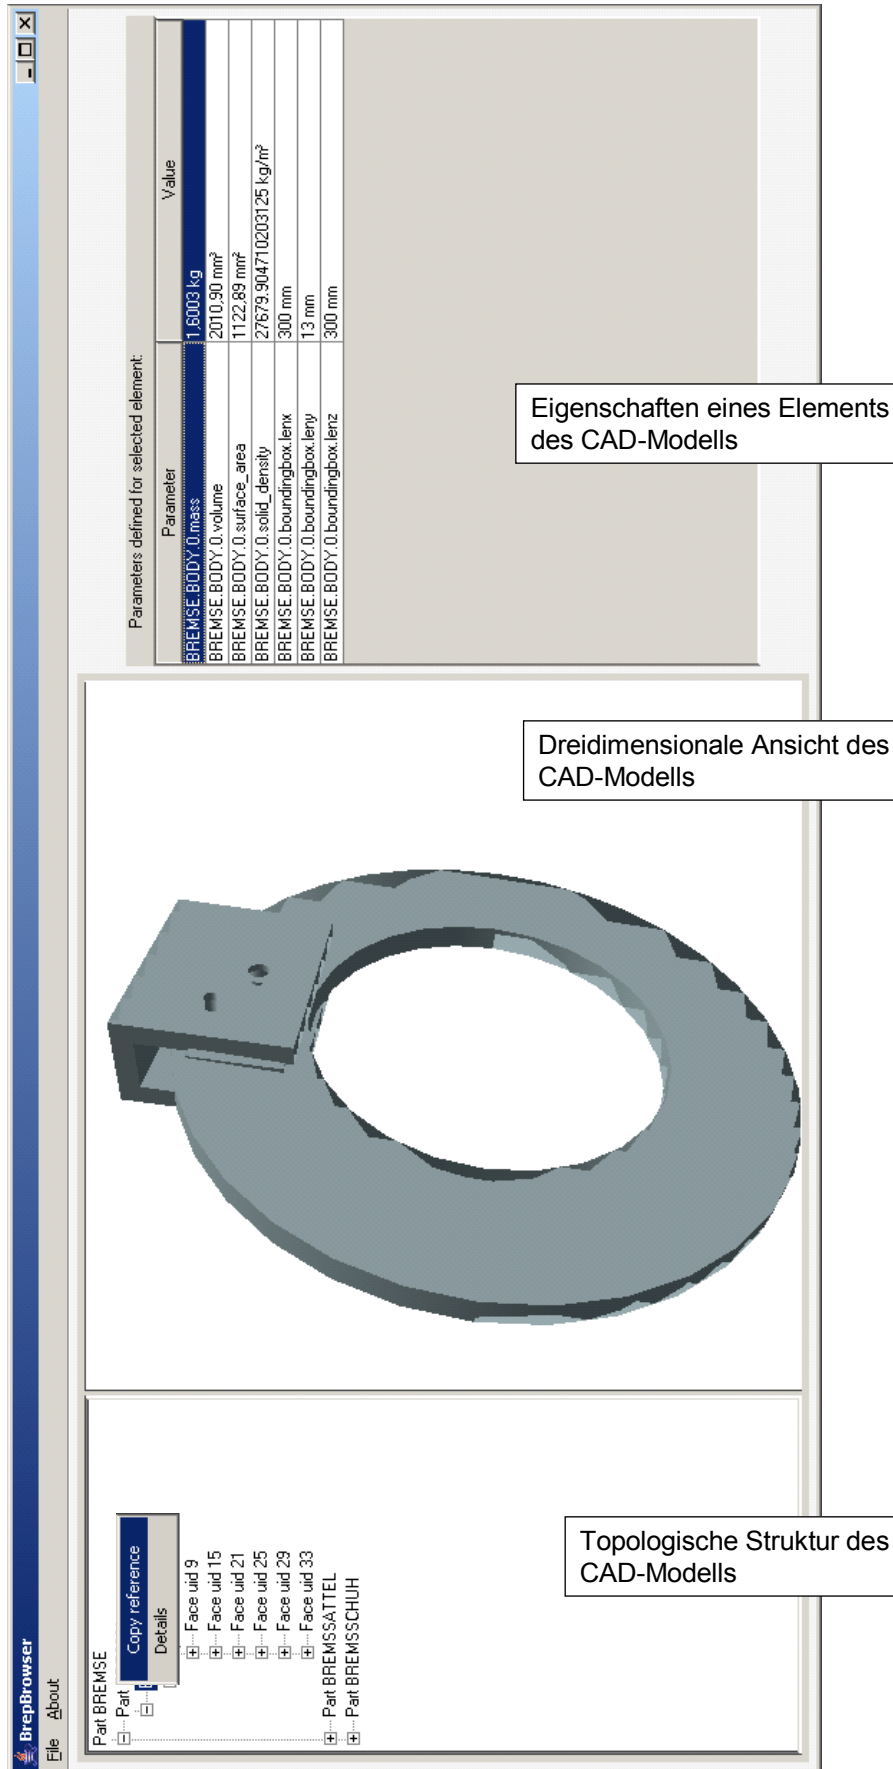 BrepBrowser
File About
Part BREMSE
Part
Copy reference
Details
Face uid 9
Face uid 15
Face uid 21
Face uid 25
Face uid 29
Face uid 33
Part BREMSSATTEL
Part BREMSSCHUH
Parameters defined for selected element:
Parameter Value
BREMSE.BODY.0.mass 1,6003 kg
BREMSE.BODY.0.volume 2010,90 mm³
BREMSE.BODY.0.surface_area 1122,89 mm²
BREMSE.BODY.0.solid_density 27679.904710203125 kg/m³
BREMSE.BODY.0.boundingbox.lenx 300 mm
BREMSE.BODY.0.boundingbox.leny 13 mm
BREMSE.BODY.0.boundingbox.lenz 300 mm
Eigenschaften eines Elements
des CAD-Modells
Dreidimensionale Ansicht des
CAD-Modells
Topologische Struktur des
CAD-Modells